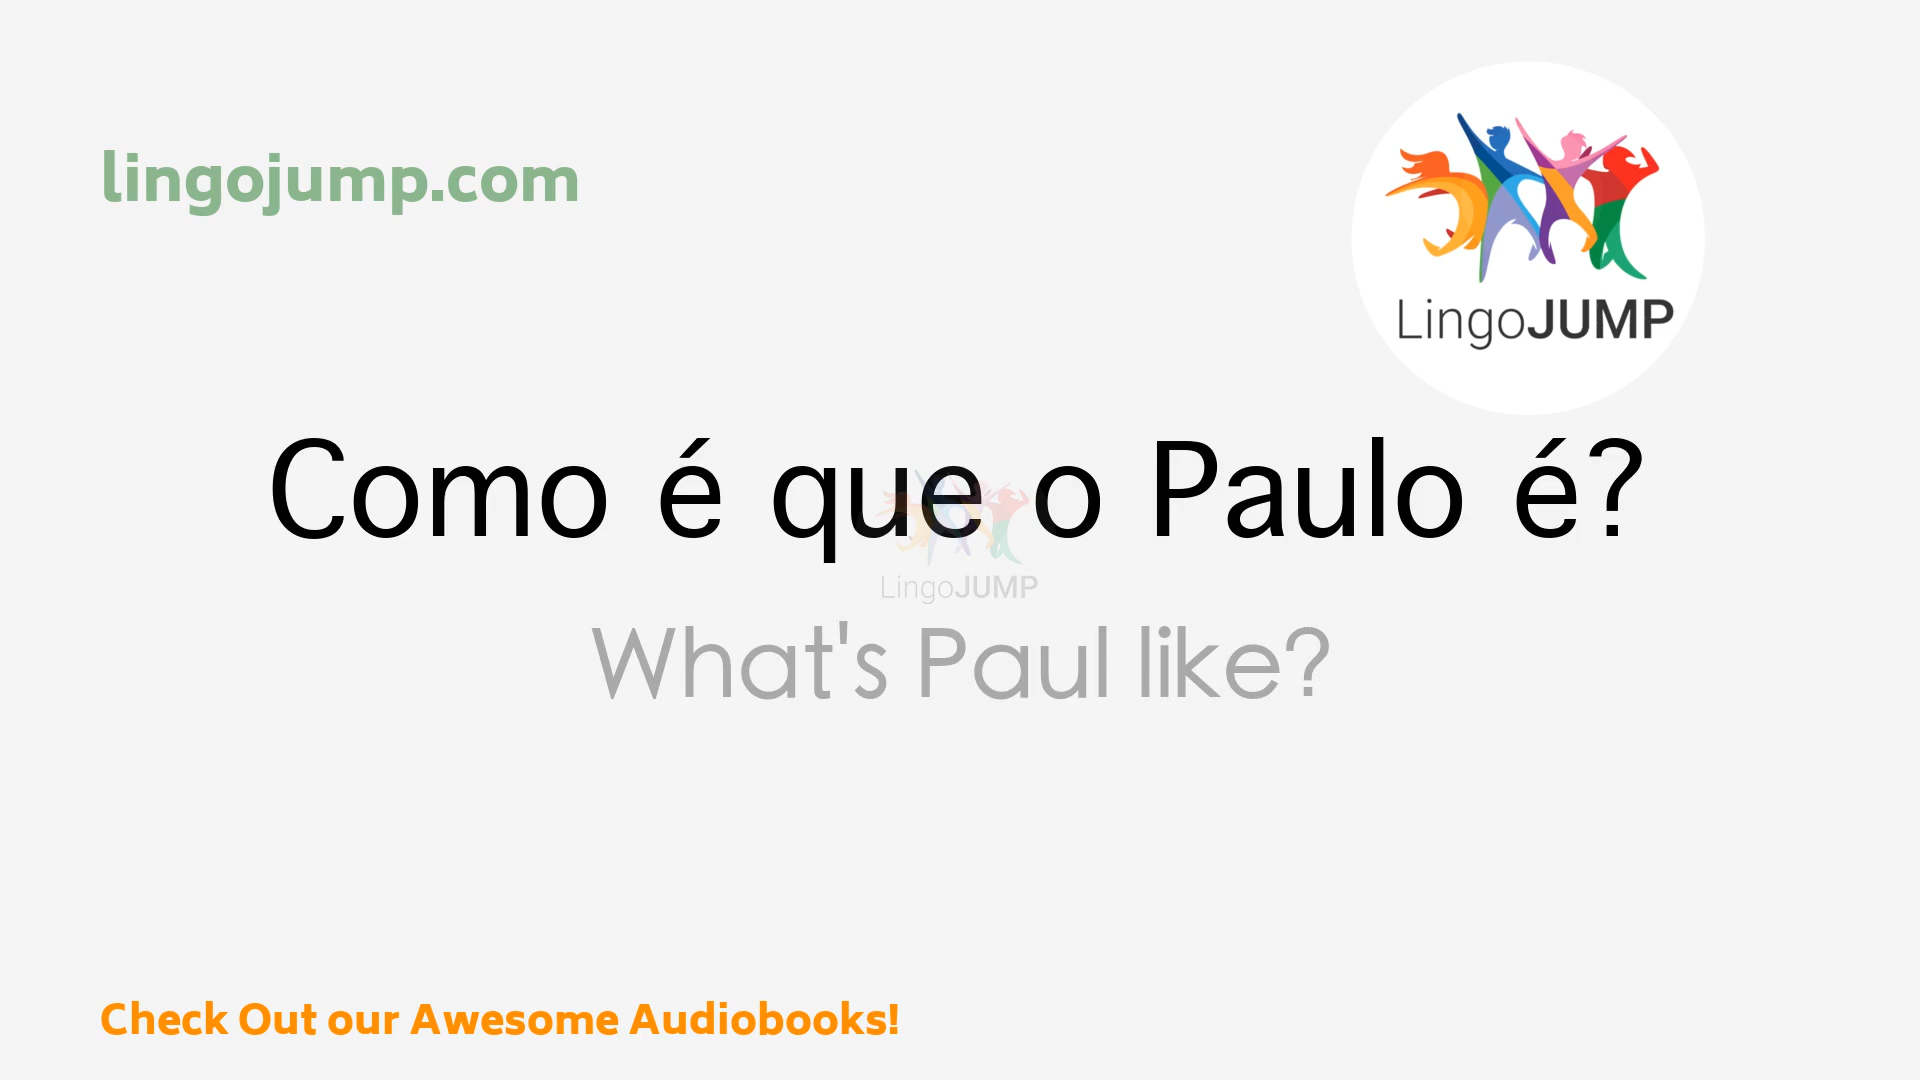 lingojump.com
LingoJUMP
Como é que o Paulo é?
LingoJUMP
What's Paul like?
Check Out our Awesome Audiobooks!